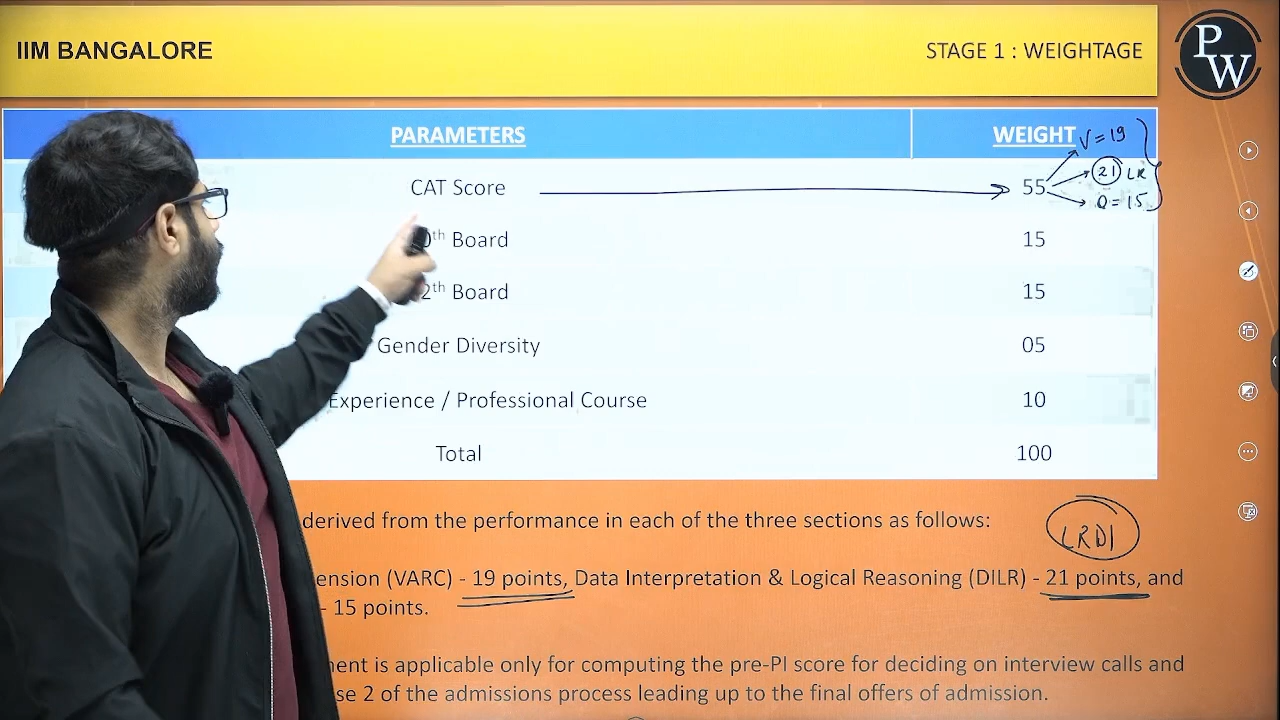 IIM BANGALORE
STAGE 1 : WEIGHTAGE
PW
PARAMETERS WEIGHT
V = 19
CAT Score 55
21 LR
Q = 15
0th Board 15
2th Board 15
Gender Diversity 05
Experience / Professional Course 10
Total 100
derived from the performance in each of the three sections as follows:
LRDI
ension (VARC) - 19 points, Data Interpretation & Logical Reasoning (DILR) - 21 points, and
- 15 points.
ent is applicable only for computing the pre-PI score for deciding on interview calls and
se 2 of the admissions process leading up to the final offers of admission.